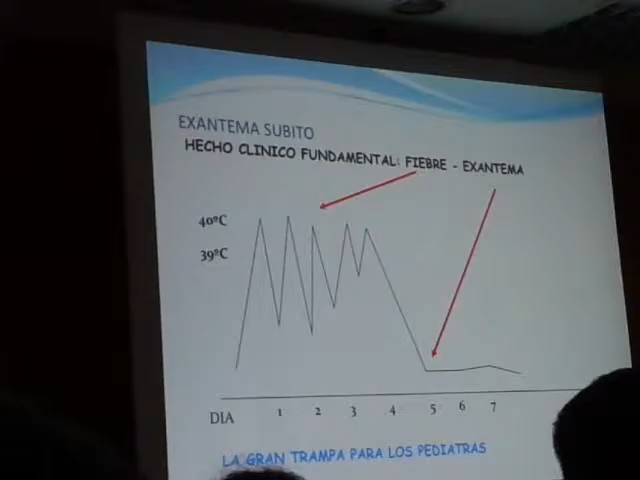 EXANTEMA SUBITO
HECHO CLINICO FUNDAMENTAL: FIEBRE - EXANTEMA
40ºC
39ºC
DIA 1 2 3 4 5 6 7
LA GRAN TRAMPA PARA LOS PEDIATRAS